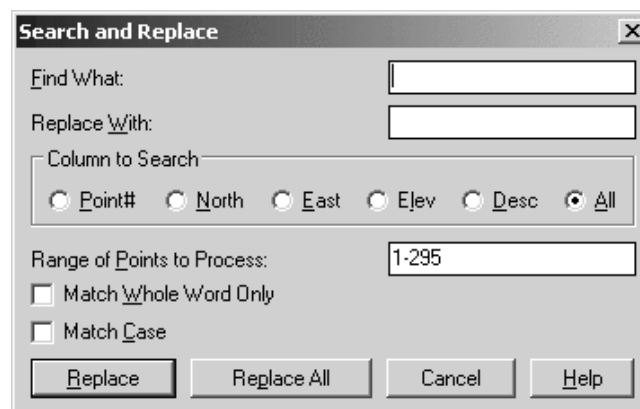 Search and Replace
Find What:
Replace With:
Column to Search
Point# North East Elev Desc All
Range of Points to Process: 1-295
Match Whole Word Only
Match Case
Replace Replace All Cancel Help